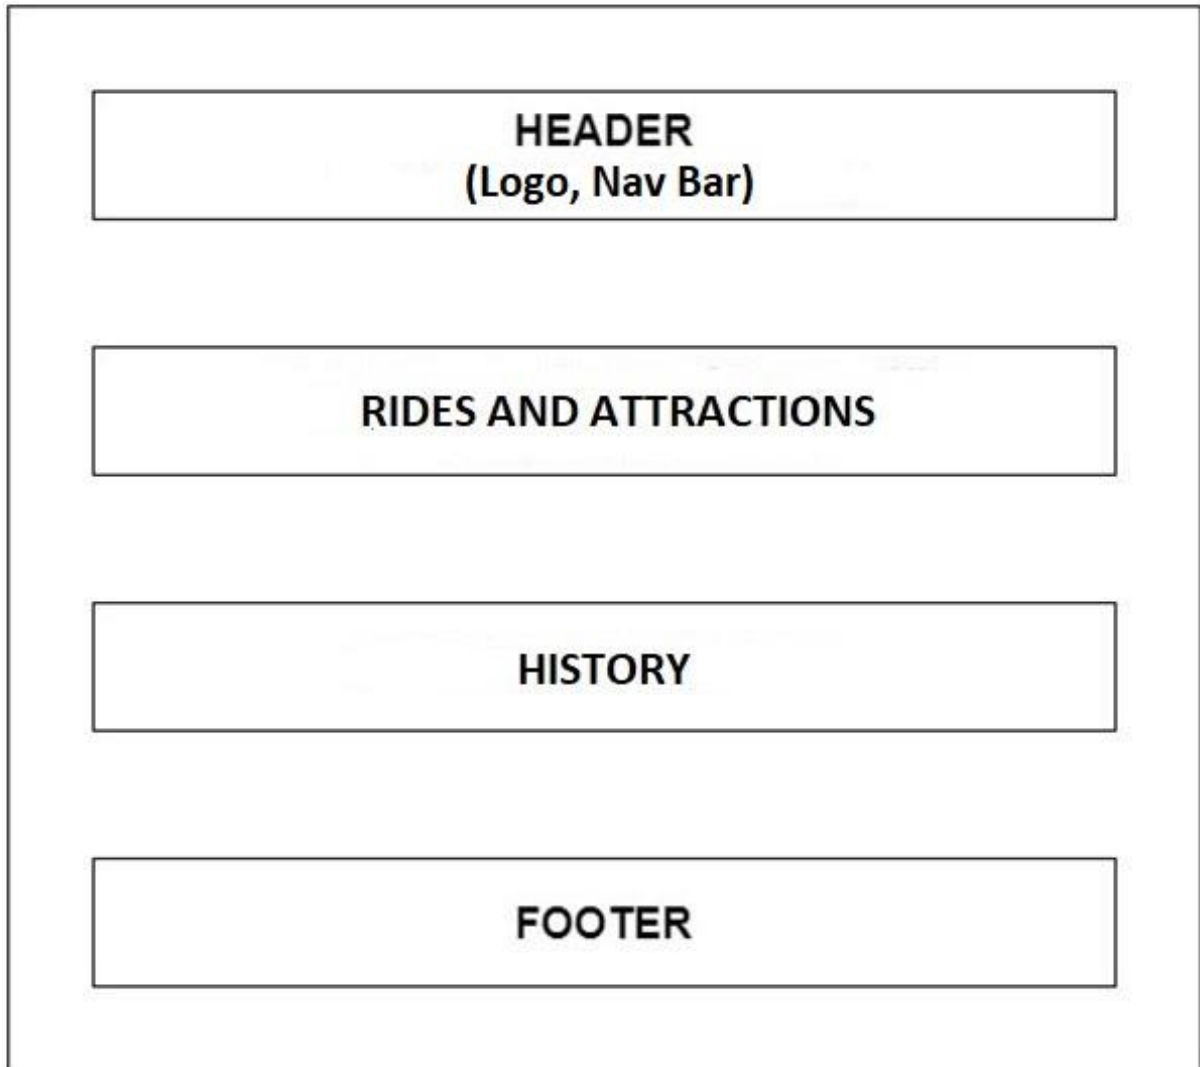 HEADER
(Logo, Nav Bar)
RIDES AND ATTRACTIONS
HISTORY
FOOTER